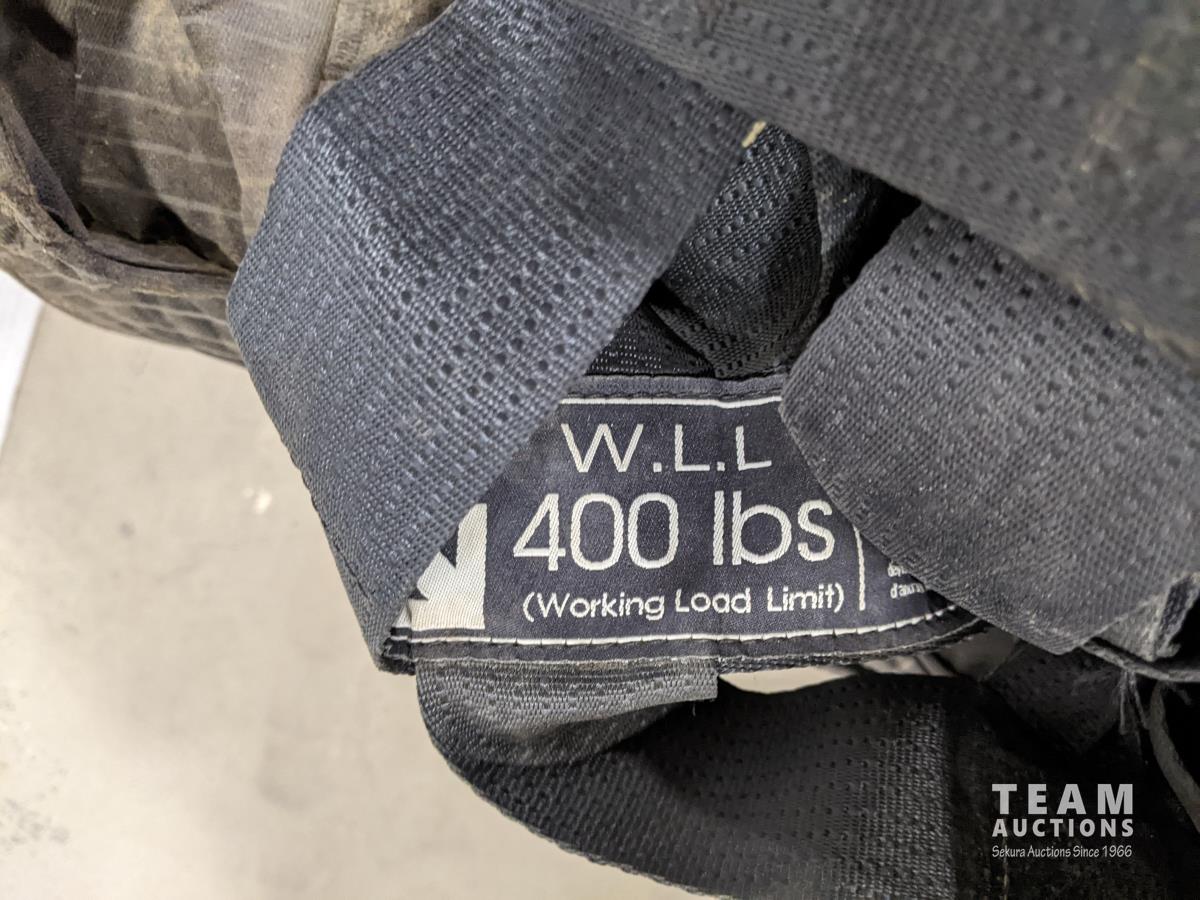 W.L.L
400 lbs
(Working Load Limit)
TEAM
AUCTIONS
Sekura Auctions Since 1966